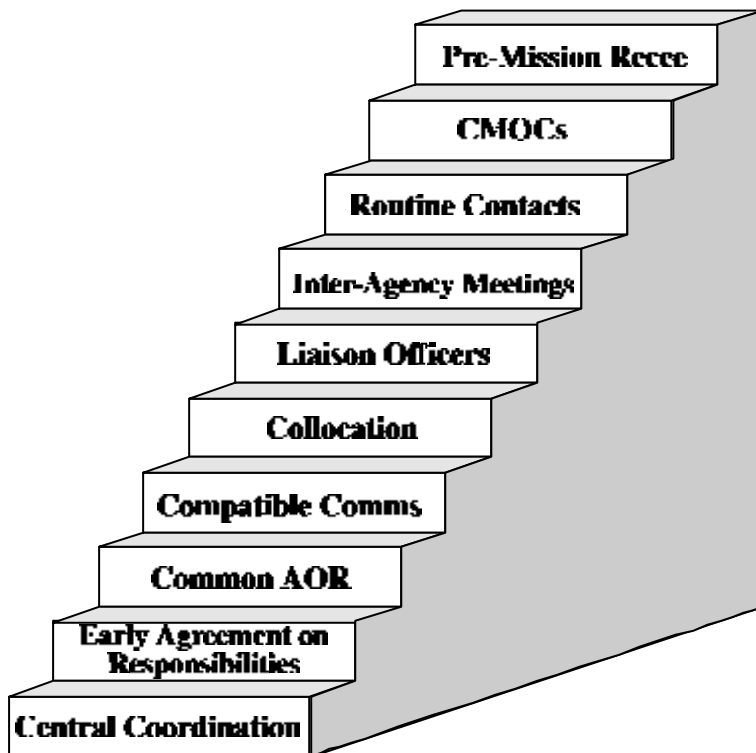 Pre-Mission Recce
CMOCs
Routine Contacts
Inter-Agency Meetings
Liaison Officers
Collocation
Compatible Comms
Common AOR
Early Agreement on
Responsibilities
Central Coordination